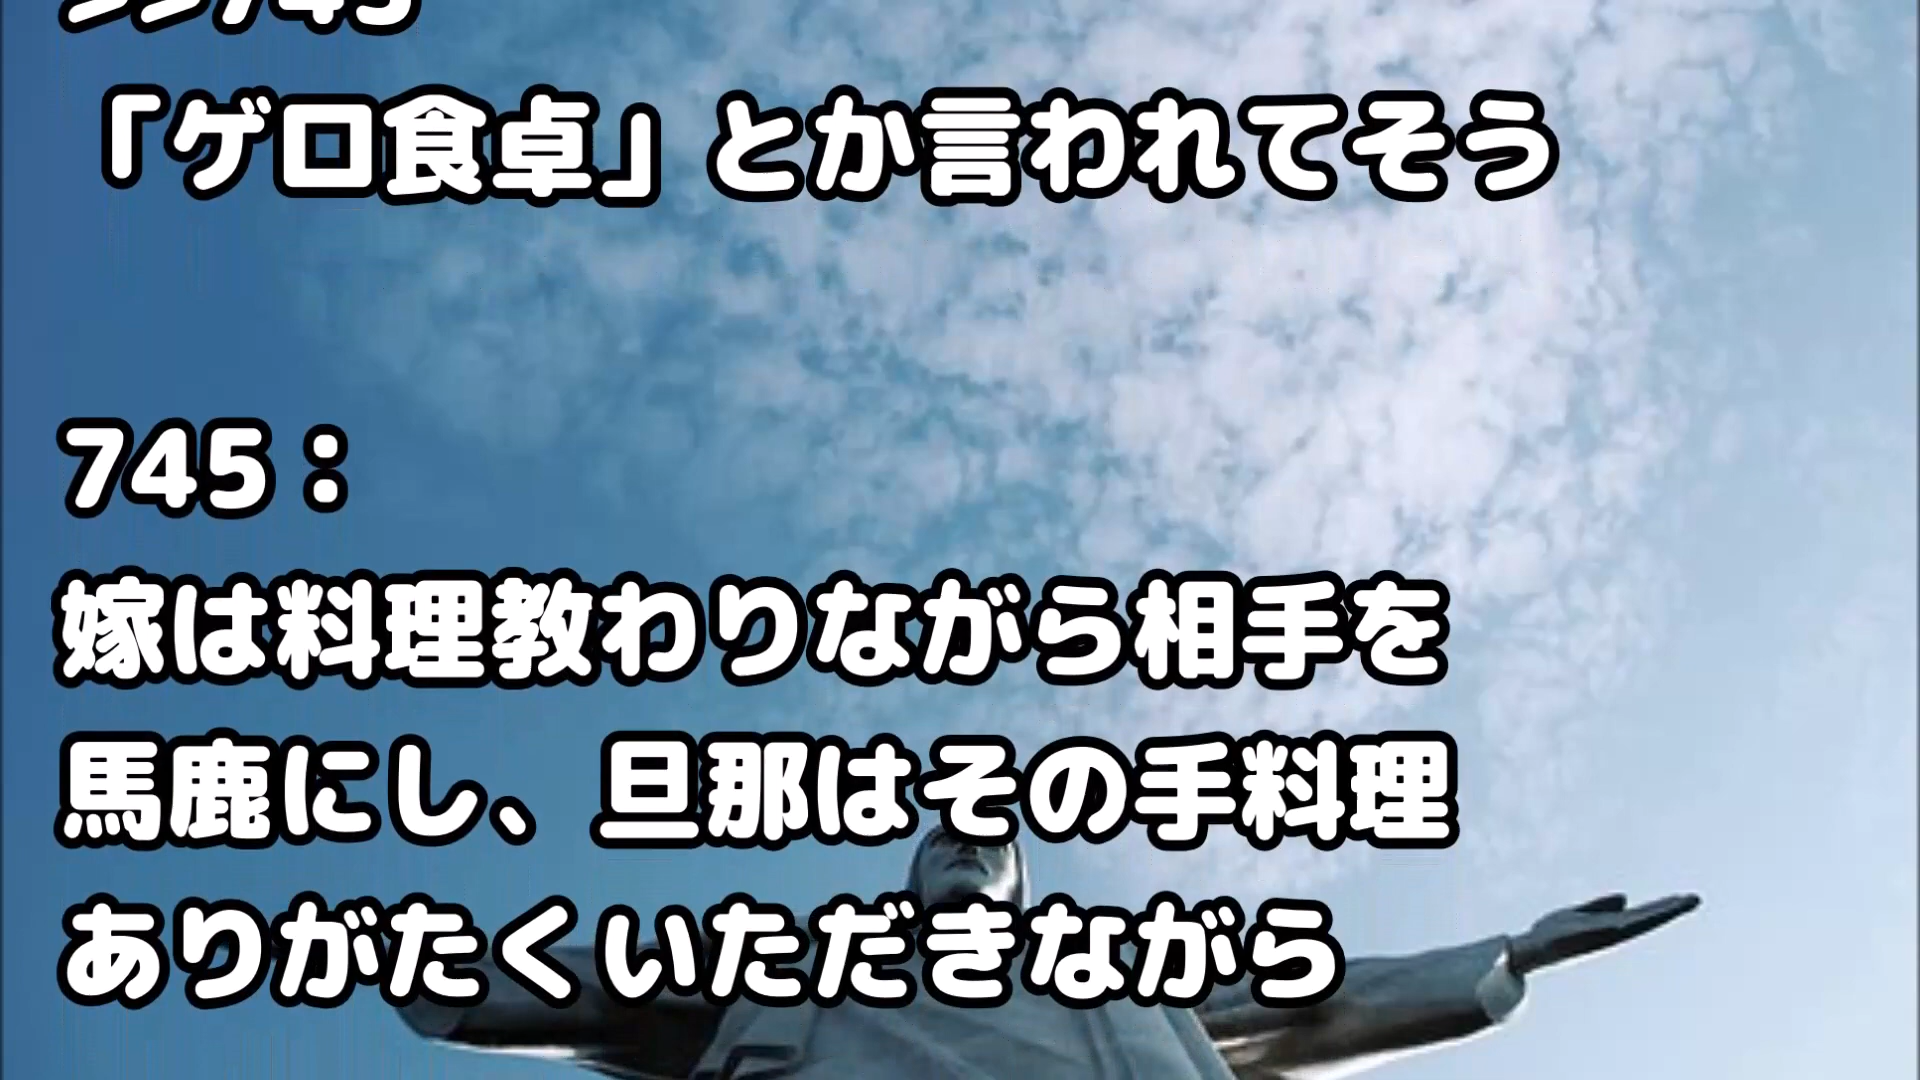 「ゲロ食卓」とか言われてそう
745：
嫁は料理教わりながら相手を
馬鹿にし、旦那はその手料理
ありがたくいただきながら